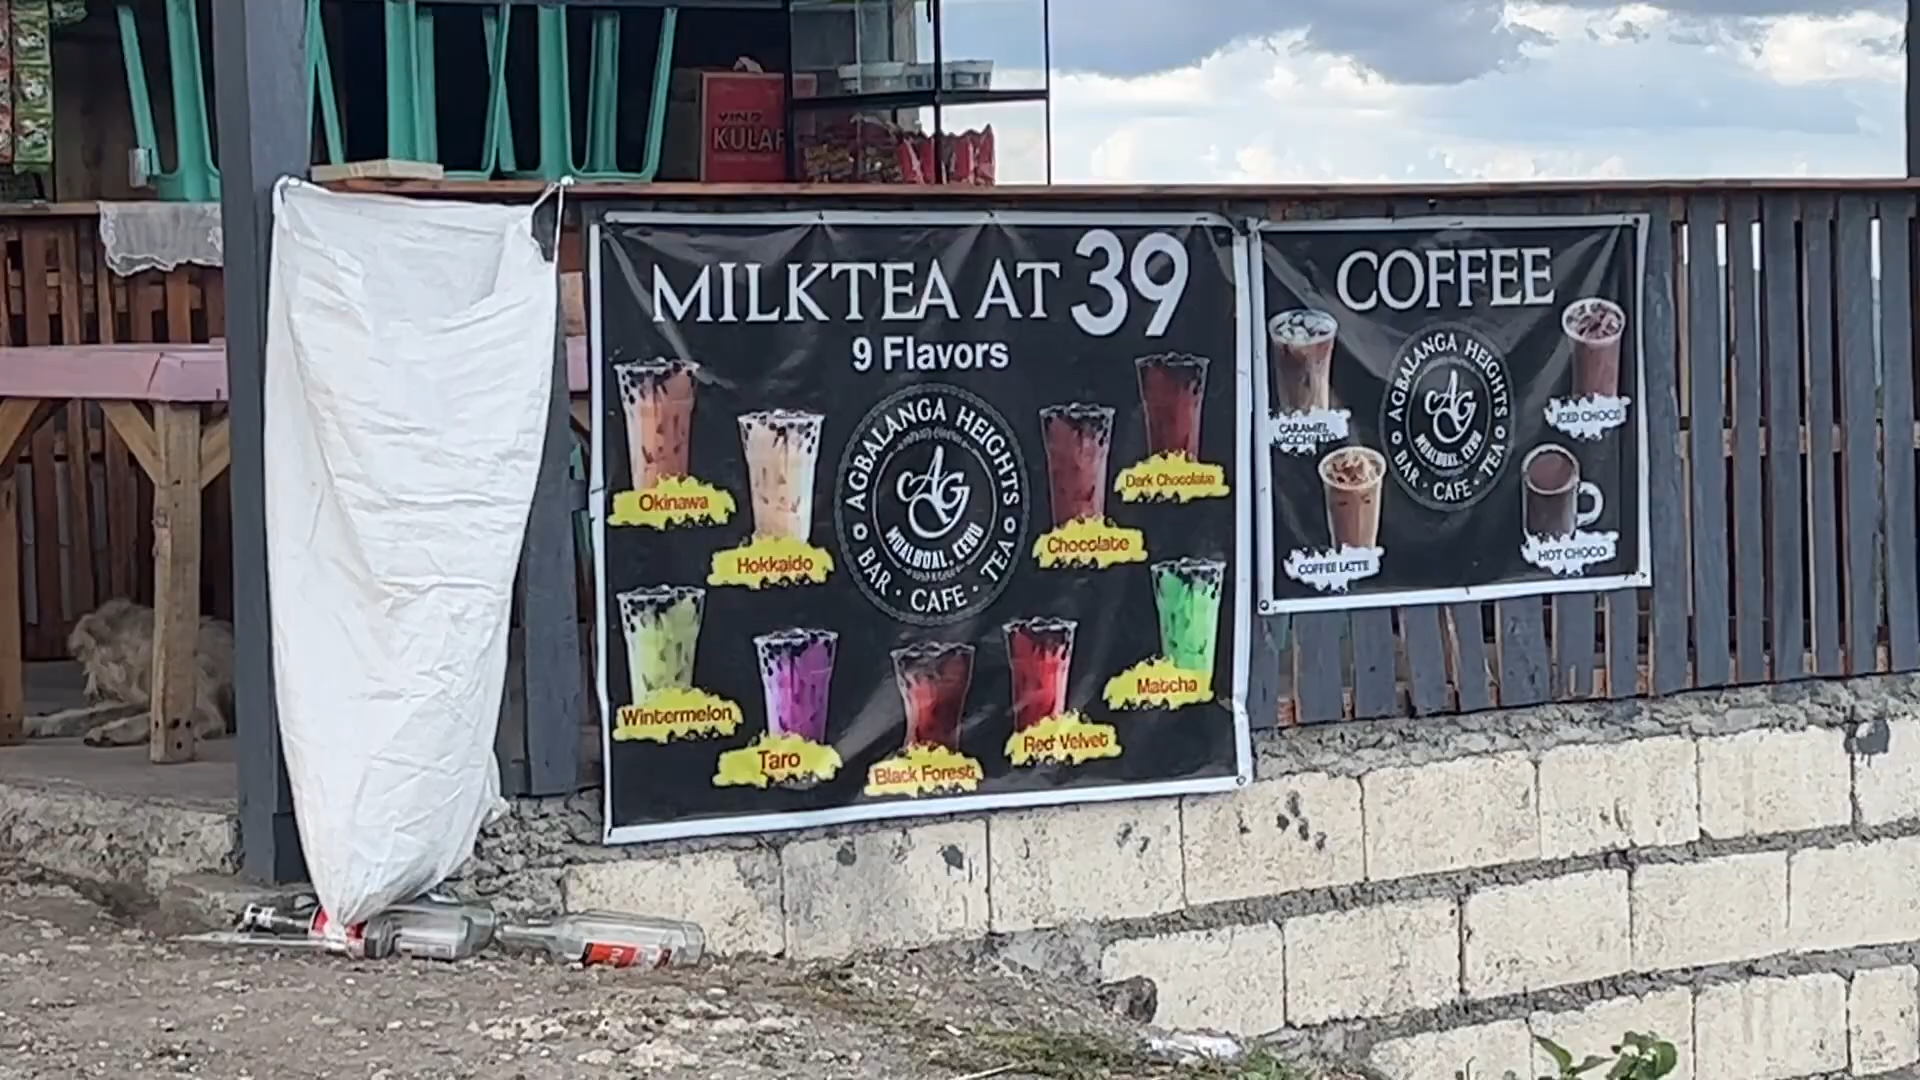 VINO
KULAF
MILKTEA AT 39
9 Flavors
Okinawa
Hokkaido
Chocolate
Dark Chocolate
Wintermelon
Taro
Black Forest
Red Velvet
Matcha
AGBALANGA HEIGHTS
AG
MOALBOAL, CEBU
BAR · CAFE · TEA
COFFEE
CARAMEL
MACCHIATO
ICED CHOCO
COFFEE LATTE
HOT CHOCO
AGBALANGA HEIGHTS
AG
MOALBOAL, CEBU
BAR · CAFE · TEA